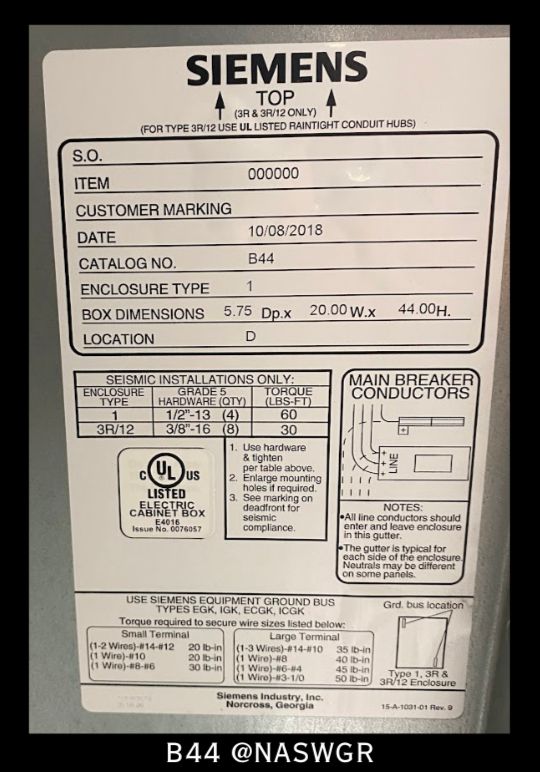 SIEMENS
TOP
(3R & 3R/12 ONLY)
(FOR TYPE 3R/12 USE UL LISTED RAINTIGHT CONDUIT HUBS)
S.O.
ITEM 000000
CUSTOMER MARKING
DATE 10/08/2018
CATALOG NO. B44
ENCLOSURE TYPE 1
BOX DIMENSIONS 5.75 Dp.x 20.00 W.x 44.00H.
LOCATION D
SEISMIC INSTALLATIONS ONLY:
ENCLOSURE TYPE GRADE 5 HARDWARE (QTY) TORQUE (LBS-FT)
1 1/2"-13 (4) 60
3R/12 3/8"-16 (8) 30
1. Use hardware
& tighten
per table above.
2. Enlarge mounting
holes if required.
3. See marking on
deadfront for
seismic
compliance.
C UL US
LISTED
ELECTRIC
CABINET BOX
E4016
Issue No. 0076057
MAIN BREAKER
CONDUCTORS
LINE
NOTES:
•All line conductors should
enter and leave enclosure
in this gutter.
•The gutter is typical for
each side of the enclosure.
Neutrals may be different
on some panels.
USE SIEMENS EQUIPMENT GROUND BUS
TYPES EGK, IGK, ECGK, ICGK
Torque required to secure wire sizes listed below:
Small Terminal
(1-2 Wires)-#14-#12 20 lb-in
(1 Wire)-#10 20 lb-in
(1 Wire)-#8-#6 30 lb-in
Large Terminal
(1-3 Wires)-#14-#10 35 lb-in
(1 Wire)-#8 40 lb-in
(1 Wire)-#6-#4 45 lb-in
(1 Wire)-#3-1/0 50 lb-in
Grd. bus location
Type 1, 3R &
3R/12 Enclosure
Siemens Industry, Inc.
Norcross, Georgia
15-A-1031-01 Rev. 9
B44 @NASWGR